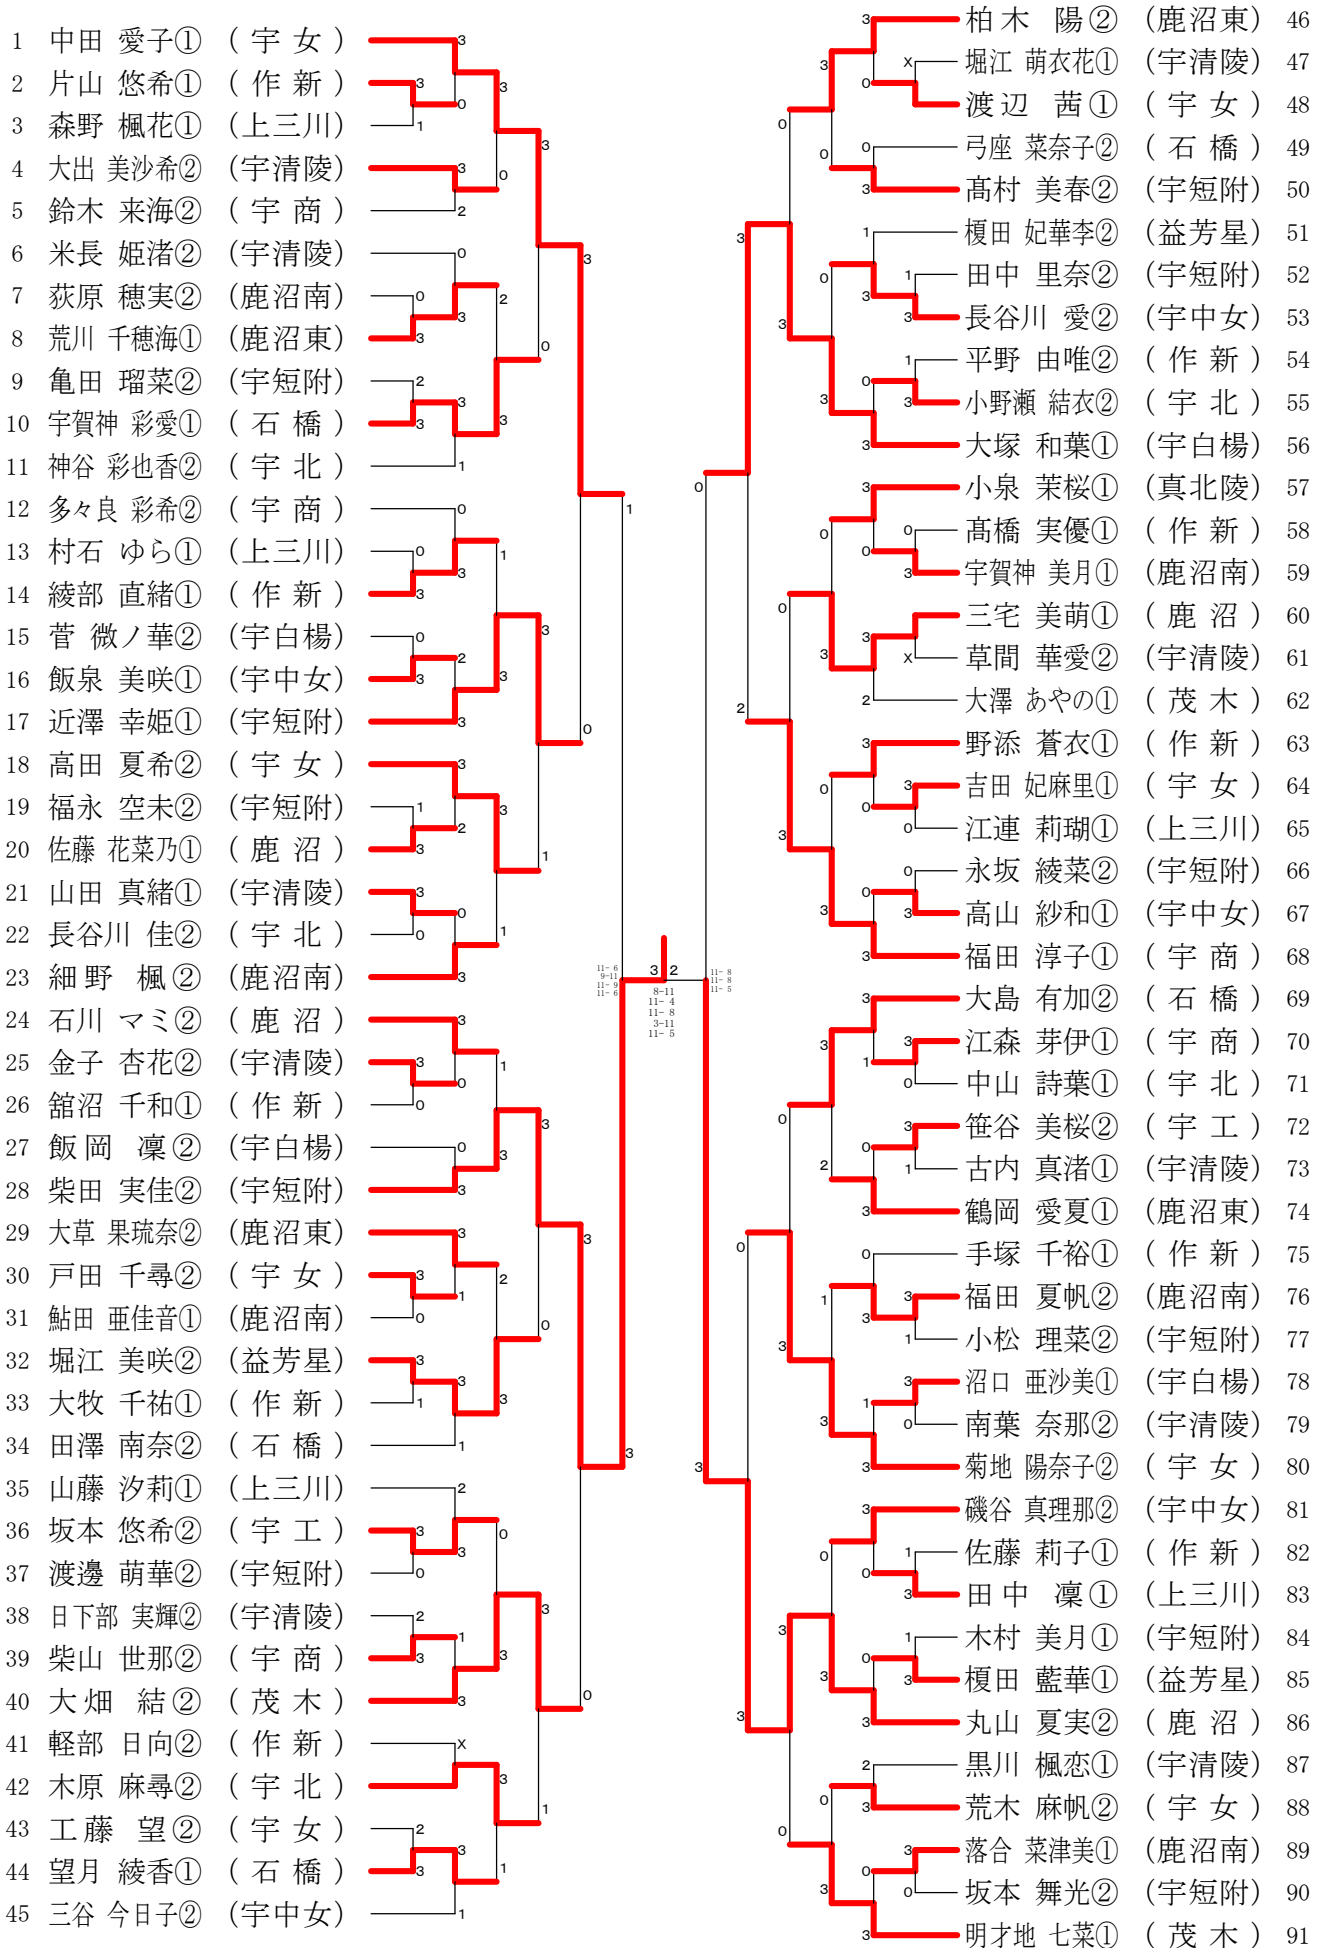 1 中田 愛子① (宇 女)
2 片山 悠希① (作 新)
3 森野 楓花① (上三川)
4 大出 美沙希② (宇清陵)
5 鈴木 来海② (宇 商)
6 米長 姫渚② (宇清陵)
7 荻原 穂実② (鹿沼南)
8 荒川 千穂海① (鹿沼東)
9 亀田 瑠菜② (宇短附)
10 宇賀神 彩愛① (石 橋)
11 神谷 彩也香② (宇 北)
12 多々良 彩希② (宇 商)
13 村石 ゆら① (上三川)
14 綾部 直緒① (作 新)
15 菅 微ノ華② (宇白楊)
16 飯泉 美咲① (宇中女)
17 近澤 幸姫① (宇短附)
18 高田 夏希② (宇 女)
19 福永 空未② (宇短附)
20 佐藤 花菜乃① (鹿 沼)
21 山田 真緒① (宇清陵)
22 長谷川 佳② (宇 北)
23 細野 楓② (鹿沼南)
24 石川 マミ② (鹿 沼)
25 金子 杏花② (宇清陵)
26 舘沼 千和① (作 新)
27 飯岡 凜② (宇白楊)
28 柴田 実佳② (宇短附)
29 大草 果琉奈② (鹿沼東)
30 戸田 千尋② (宇 女)
31 鮎田 亜佳音① (鹿沼南)
32 堀江 美咲② (益芳星)
33 大牧 千祐① (作 新)
34 田澤 南奈② (石 橋)
35 山藤 汐莉① (上三川)
36 坂本 悠希② (宇 工)
37 渡邊 萌華② (宇短附)
38 日下部 実輝② (宇清陵)
39 柴山 世那② (宇 商)
40 大畑 結② (茂 木)
41 軽部 日向② (作 新)
42 木原 麻尋② (宇 北)
43 工藤 望② (宇 女)
44 望月 綾香① (石 橋)
45 三谷 今日子② (宇中女)
11- 6
9-11
11- 9
11- 6
3 2
8-11
11- 4
11- 8
3-11
11- 5
11- 8
11- 8
11- 5
柏木 陽② (鹿沼東) 46
堀江 萌衣花① (宇清陵) 47
渡辺 茜① (宇 女) 48
弓座 菜奈子② (石 橋) 49
髙村 美春② (宇短附) 50
榎田 妃華李② (益芳星) 51
田中 里奈② (宇短附) 52
長谷川 愛② (宇中女) 53
平野 由唯② (作 新) 54
小野瀬 結衣② (宇 北) 55
大塚 和葉① (宇白楊) 56
小泉 茉桜① (真北陵) 57
髙橋 実優① (作 新) 58
宇賀神 美月① (鹿沼南) 59
三宅 美萌① (鹿 沼) 60
草間 華愛② (宇清陵) 61
大澤 あやの① (茂 木) 62
野添 蒼衣① (作 新) 63
吉田 妃麻里① (宇 女) 64
江連 莉瑚① (上三川) 65
永坂 綾菜② (宇短附) 66
高山 紗和① (宇中女) 67
福田 淳子① (宇 商) 68
大島 有加② (石 橋) 69
江森 芽伊① (宇 商) 70
中山 詩葉① (宇 北) 71
笹谷 美桜② (宇 工) 72
古内 真渚① (宇清陵) 73
鶴岡 愛夏① (鹿沼東) 74
手塚 千裕① (作 新) 75
福田 夏帆② (鹿沼南) 76
小松 理菜② (宇短附) 77
沼口 亜沙美① (宇白楊) 78
南葉 奈那② (宇清陵) 79
菊地 陽奈子② (宇 女) 80
磯谷 真理那② (宇中女) 81
佐藤 莉子① (作 新) 82
田中 凜① (上三川) 83
木村 美月① (宇短附) 84
榎田 藍華① (益芳星) 85
丸山 夏実② (鹿 沼) 86
黒川 楓恋① (宇清陵) 87
荒木 麻帆② (宇 女) 88
落合 菜津美① (鹿沼南) 89
坂本 舞光② (宇短附) 90
明才地 七菜① (茂 木) 91